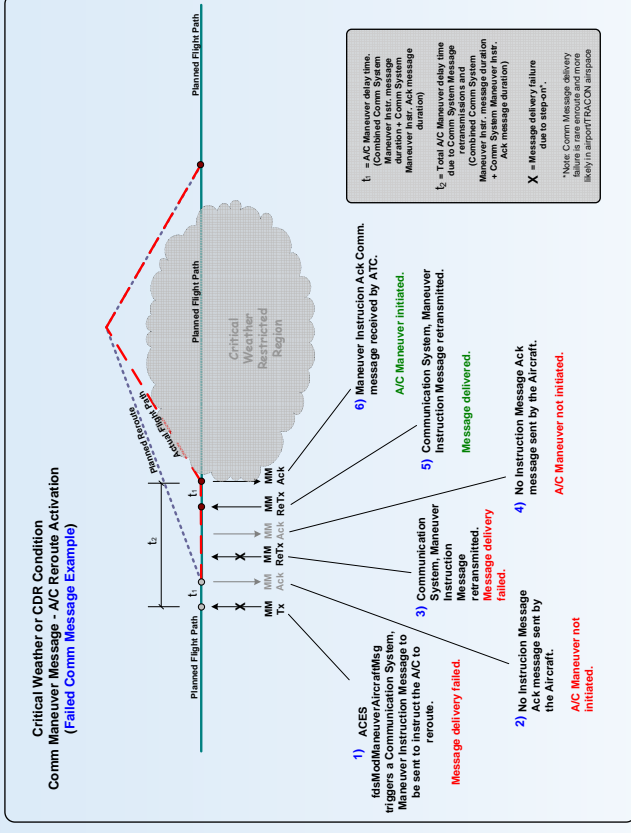 Critical Weather or CDR Condition
Comm Maneuver Message - A/C Reroute Activation
(Failed Comm Message Example)
Planned Flight Path
t₁
t₂
t₁
Planned Reroute
Actual Flight Path
Planned Flight Path
Planned Flight Path
Critical
Weather
Restricted
Region
X
MM
Tx
MM
Ack
X
MM
ReTx
MM
Ack
MM
ReTx
MM
Ack
1) ACES
fdsModManeuverAircraftMsg
triggers a Communication System,
Maneuver Instruction Message to
be sent to instruct the A/C to
reroute.
Message delivery failed.
2) No Instrucion Message
Ack message sent by
the Aircraft.
A/C Maneuver not
initiated.
3) Communication
System, Maneuver
Instruction
Message
retransmitted.
Message delivery
failed.
4) No Instruction Message Ack
message sent by the Aircraft.
A/C Maneuver not initiated.
5) Communication System, Maneuver
Instruction Message retransmitted.
Message delivered.
6) Maneuver Instrucion Ack Comm.
message received by ATC.
A/C Maneuver initiated.
t₁ = A/C Maneuver delay time.
(Combined Comm System
Maneuver Instr. message
duration + Comm System
Maneuver Instr. Ack message
duration)
t₂ = Total A/C Maneuver delay time
due to Comm System Message
retransmissions and
(Combined Comm System
Maneuver Instr. message duration
+ Comm System Maneuver Instr.
Ack message duration)
X = Message delivery failure
due to step-on*.
*Note: Comm Message delivery
failure is rare enroute and more
likely in airport/TRACON airspace